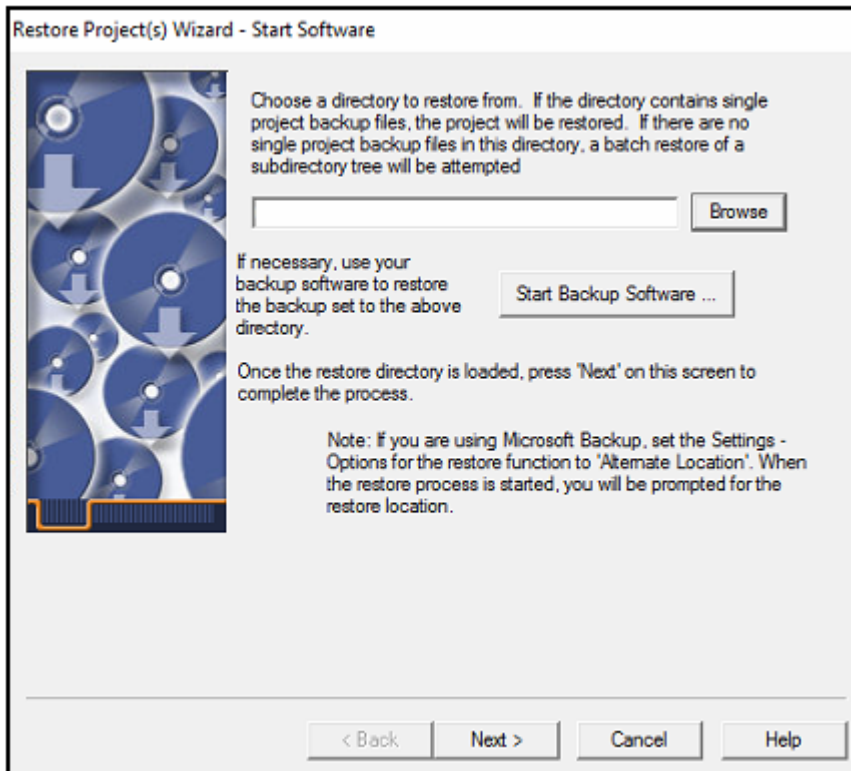 Restore Project(s) Wizard - Start Software
Choose a directory to restore from.  If the directory contains single
project backup files, the project will be restored.  If there are no
single project backup files in this directory, a batch restore of a
subdirectory tree will be attempted
Browse
If necessary, use your
backup software to restore
the backup set to the above
directory.
Start Backup Software ...
Once the restore directory is loaded, press 'Next' on this screen to
complete the process.
Note: If you are using Microsoft Backup, set the Settings -
Options for the restore function to 'Alternate Location'. When
the restore process is started, you will be prompted for the
restore location.
< Back
Next >
Cancel
Help